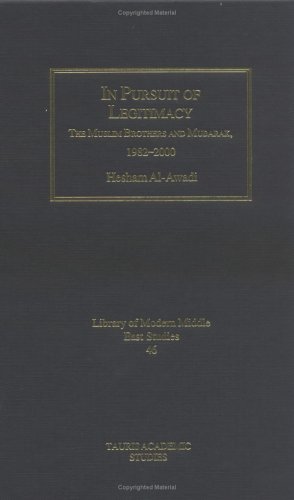 IN PURSUIT OF
LEGITIMACY
THE MUSLIM BROTHERS AND MUBARAK,
1982–2000
Hesham Al-Awadi
Library of Modern Middle
East Studies
46
TAURIS ACADEMIC
STUDIES